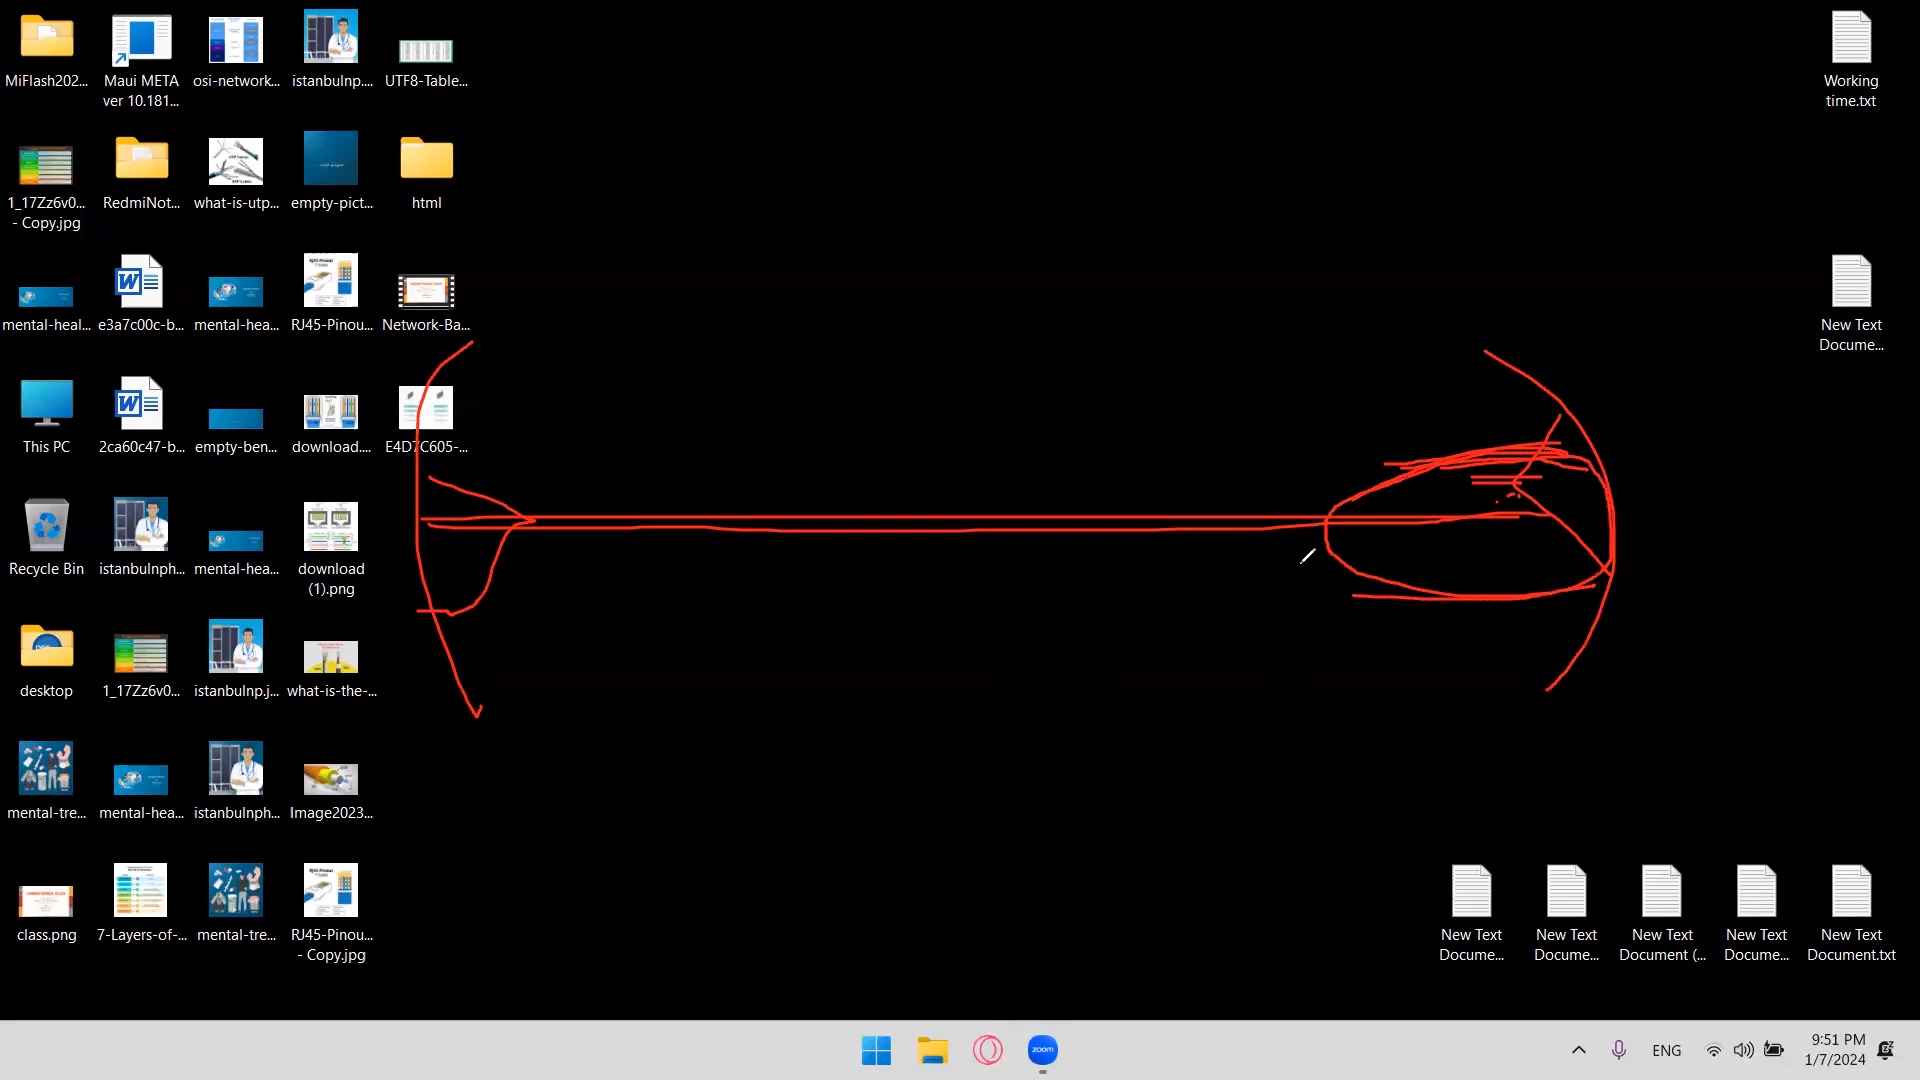 MiFlash202...
Maui META
ver 10.181...
osi-network...
istanbulnp....
UTF8-Table...
Working
time.txt
1_17Zz6v0...
- Copy.jpg
RedmiNot...
what-is-utp...
empty-pict...
html
mental-heal...
e3a7c00c-b...
mental-hea...
RJ45-Pinou...
Network-Ba...
New Text
Docume...
This PC
2ca60c47-b...
empty-ben...
download....
E4D7C605-...
Recycle Bin
istanbulnph...
mental-hea...
download
(1).png
desktop
1_17Zz6v0...
istanbulnp.j...
what-is-the-...
mental-tre...
mental-hea...
istanbulnph...
Image2023...
class.png
7-Layers-of-...
mental-tre...
RJ45-Pinou...
- Copy.jpg
New Text
Docume...
New Text
Docume...
New Text
Document (...
New Text
Docume...
New Text
Document.txt
zoom
ENG
9:51 PM
1/7/2024